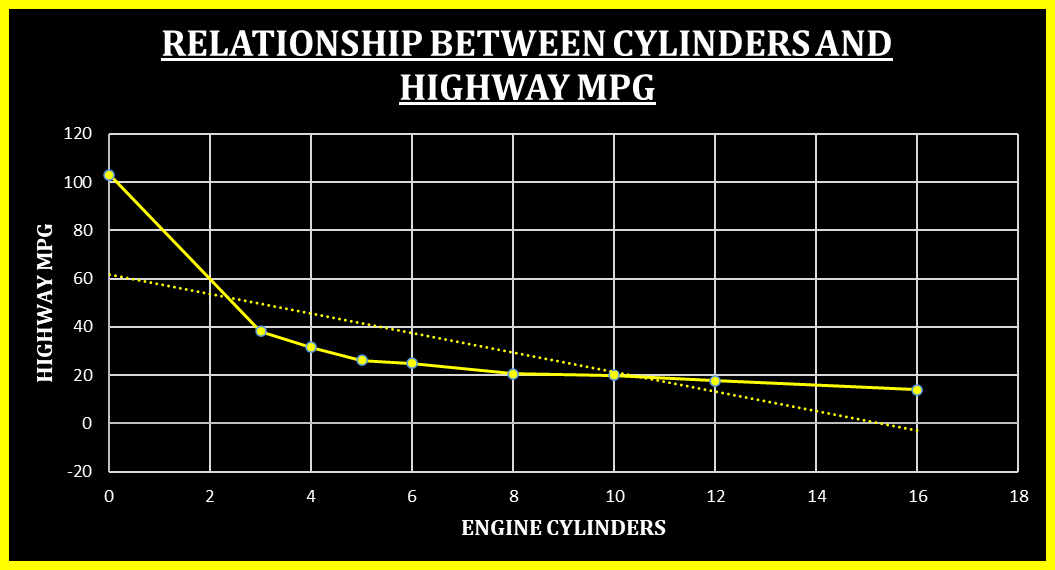 RELATIONSHIP BETWEEN CYLINDERS AND
HIGHWAY MPG
HIGHWAY MPG
120
100
80
60
40
20
0
-20
0 2 4 6 8 10 12 14 16 18
ENGINE CYLINDERS